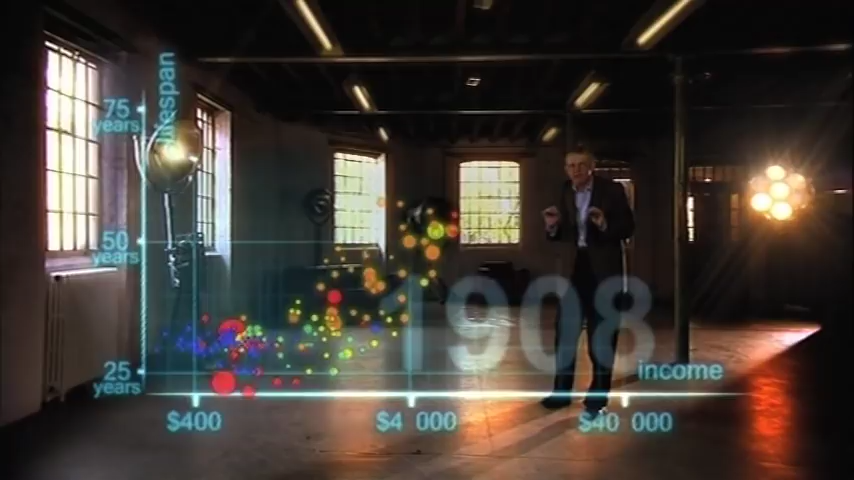 lifespan
75
years
50
years
1908
25
years
income
$400
$4 000
$40 000